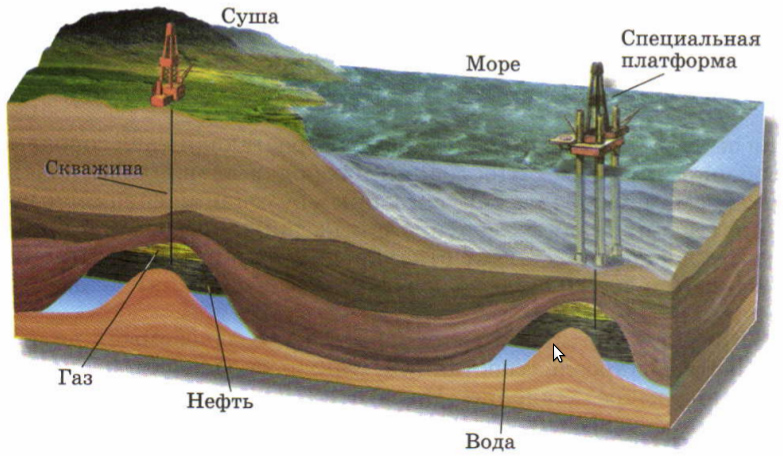 Суша
Море
Специальная
платформа
Скважина
Газ
Нефть
Вода